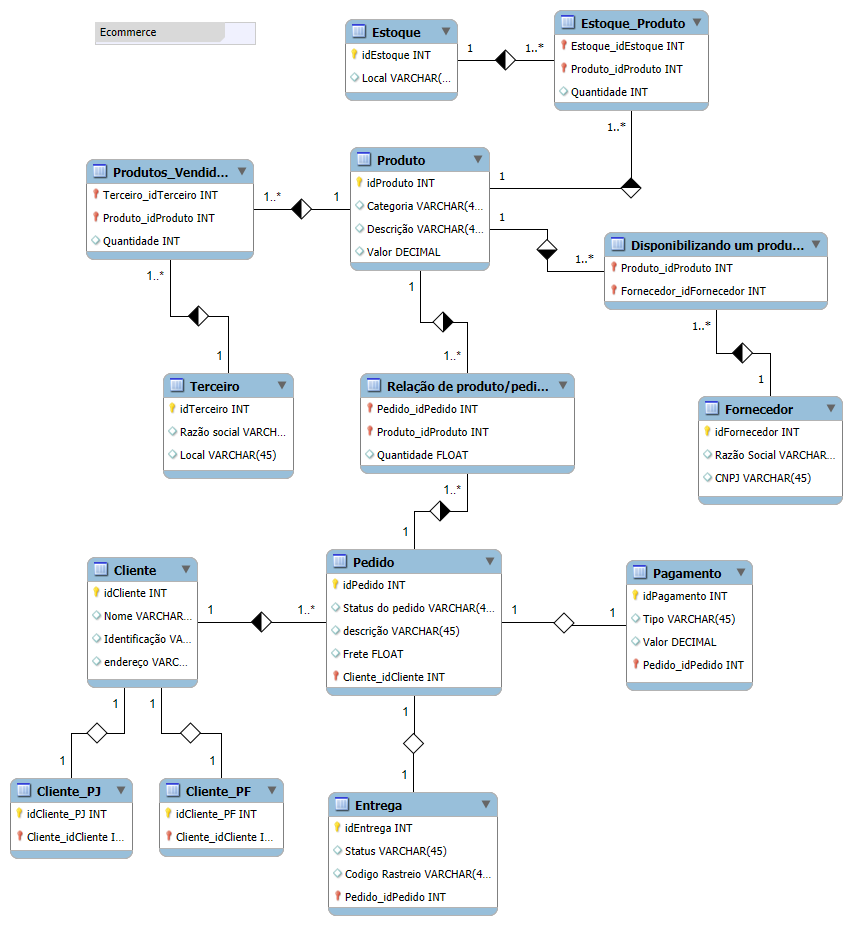 Ecommerce
Estoque
idEstoque INT
Local VARCHAR(...
1
1..*
Estoque_Produto
Estoque_idEstoque INT
Produto_idProduto INT
Quantidade INT
1..*
Produtos_Vendid...
Terceiro_idTerceiro INT
Produto_idProduto INT
Quantidade INT
1..*
1
Produto
idProduto INT
Categoria VARCHAR(4...
Descrição VARCHAR(4...
Valor DECIMAL
1
1
1..*
Disponibilizando um produ...
Produto_idProduto INT
Fornecedor_idFornecedor INT
1..*
1
1
1..*
1..*
1
Terceiro
idTerceiro INT
Razão social VARCH...
Local VARCHAR(45)
Relação de produto/pedi...
Pedido_idPedido INT
Produto_idProduto INT
Quantidade FLOAT
Fornecedor
idFornecedor INT
Razão Social VARCHAR...
CNPJ VARCHAR(45)
1..*
1
Cliente
idCliente INT
Nome VARCHAR...
Identificação VA...
endereço VARC...
1
1..*
Pedido
idPedido INT
Status do pedido VARCHAR(4...
descrição VARCHAR(45)
Frete FLOAT
Cliente_idCliente INT
1
1
Pagamento
idPagamento INT
Tipo VARCHAR(45)
Valor DECIMAL
Pedido_idPedido INT
1
1
1
1
1
1
Cliente_PJ
idCliente_PJ INT
Cliente_idCliente I...
Cliente_PF
idCliente_PF INT
Cliente_idCliente I...
Entrega
idEntrega INT
Status VARCHAR(45)
Codigo Rastreio VARCHAR(4...
Pedido_idPedido INT